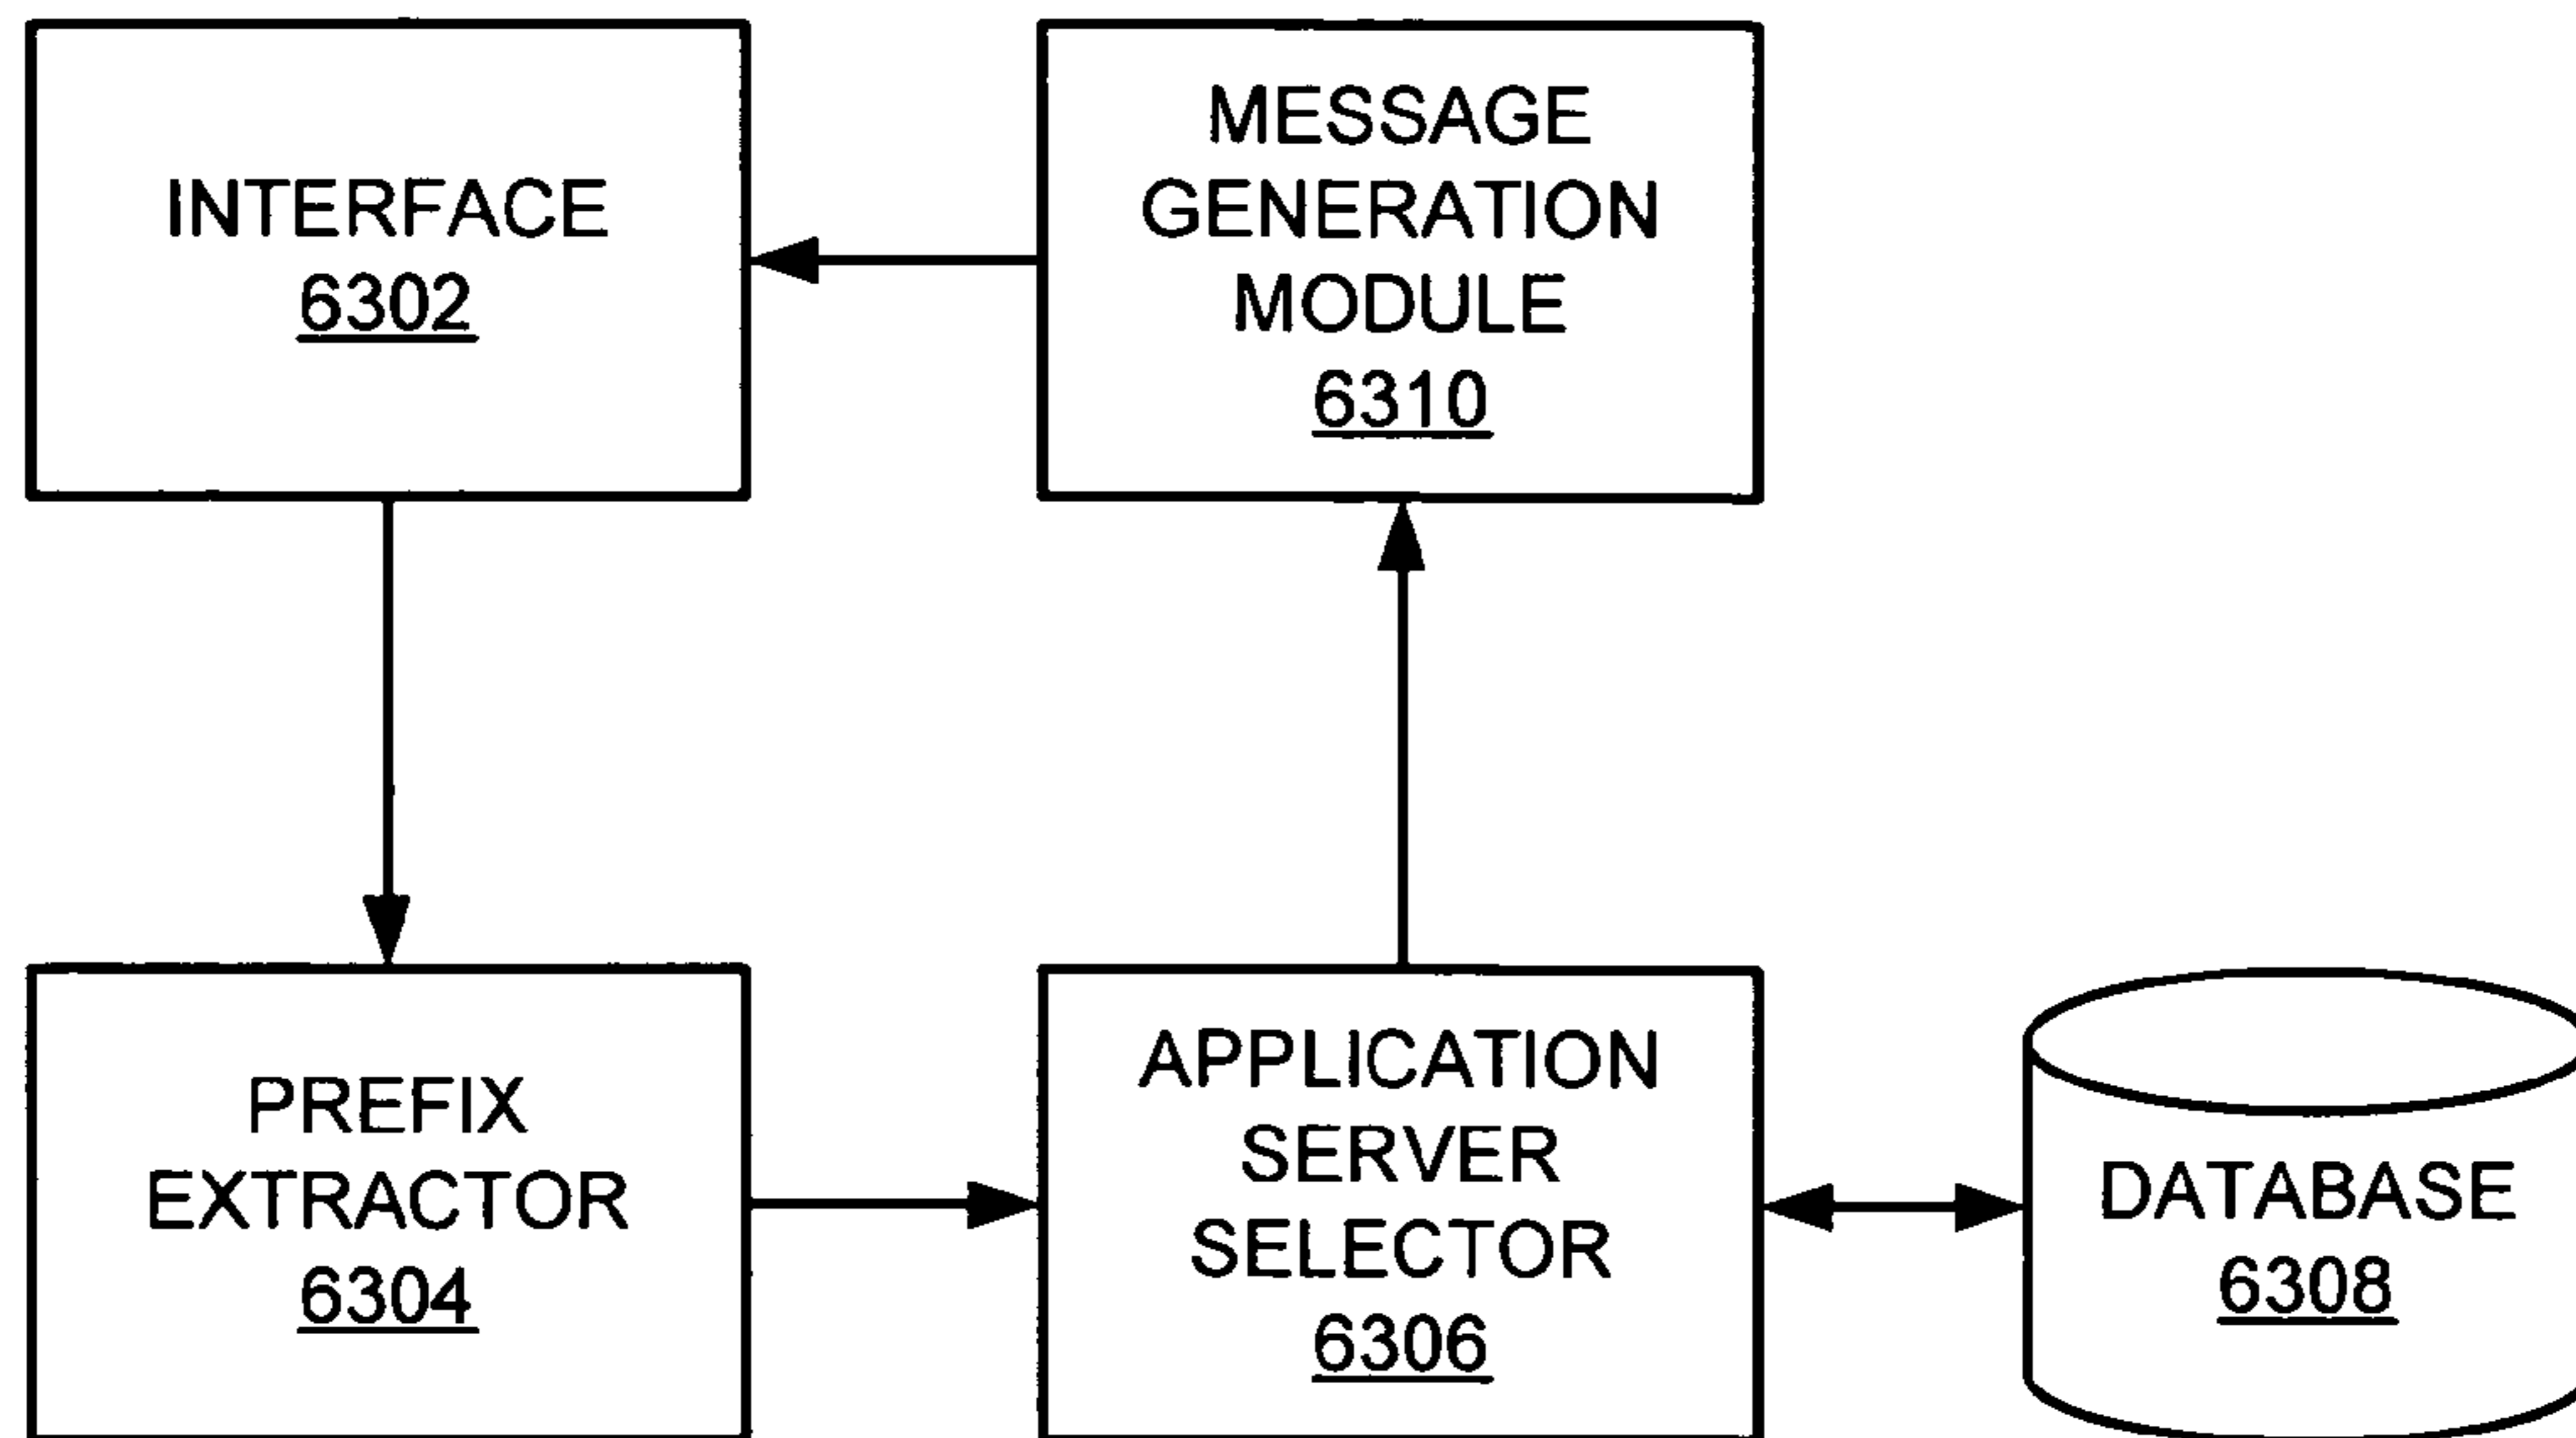 INTERFACE
6302
MESSAGE
GENERATION
MODULE
6310
PREFIX
EXTRACTOR
6304
APPLICATION
SERVER
SELECTOR
6306
DATABASE
6308